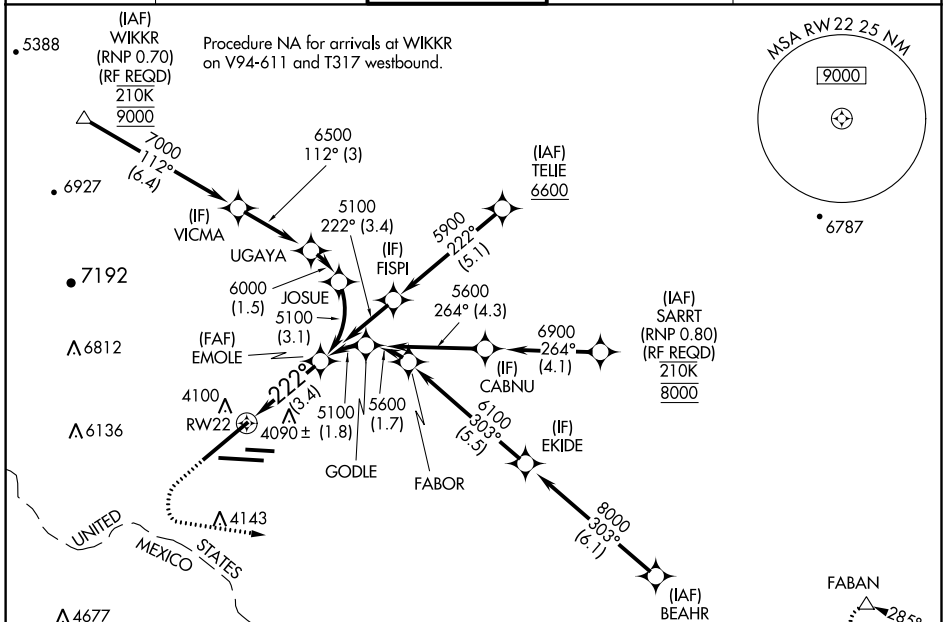 (IAF)
WIKKR
(RNP 0.70)
(RF REQD)
210K
9000
5388
Procedure NA for arrivals at WIKKR
on V94-611 and T317 westbound.
MSA RW22 25 NM
9000
7000
112°
(6.4)
6500
112° (3)
(IAF)
TELIE
6600
6927
6787
(IF)
VICMA
5100
222° (3.4)
5900
222°
(5.1)
UGAYA
(IF)
FISPI
7192
6000
(1.5)
JOSUE
5600
264° (4.3)
(IAF)
SARRT
(RNP 0.80)
(RF REQD)
210K
8000
5100
(3.1)
6900
264°
(4.1)
6812
(FAF)
EMOLE
(IF)
CABNU
222°
(3.4)
4100
RW22
4090 ±
5100
(1.8)
5600
(1.7)
6100
303°
(5.5)
6136
(IF)
EKIDE
GODLE
FABOR
4143
8000
303°
(6.1)
UNITED STATES
MEXICO
(IAF)
BEAHR
FABAN
285°
4677